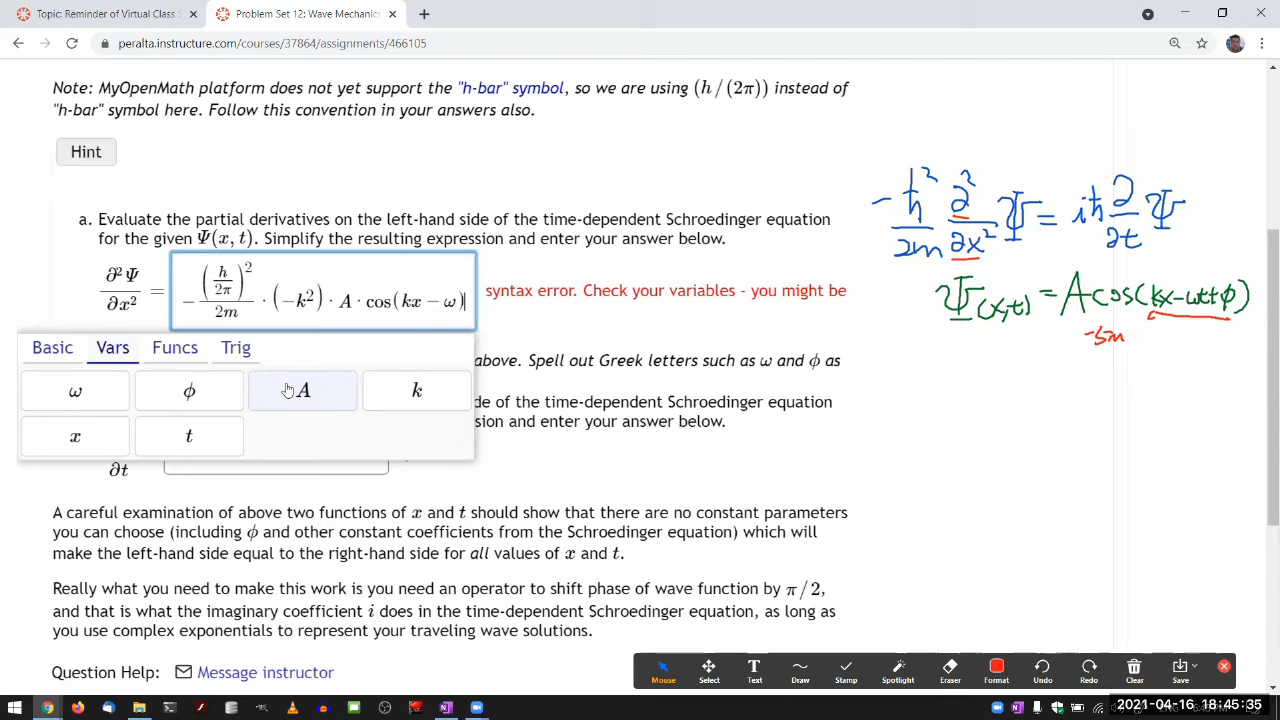 Topic: Reminder of Virtual Class S
Problem Set 12: Wave Mechanics
peralta.instructure.com/courses/37864/assignments/466105
Note: MyOpenMath platform does not yet support the "h-bar" symbol, so we are using (h/(2π)) instead of
"h-bar" symbol here. Follow this convention in your answers also.
Hint
a. Evaluate the partial derivatives on the left-hand side of the time-dependent Schroedinger equation
for the given Ψ(x, t). Simplify the resulting expression and enter your answer below.
∂²Ψ/∂x² = −(h/2π)²/2m · (−k²) · A · cos(kx − ω)
syntax error. Check your variables - you might be
Basic Vars Funcs Trig
above. Spell out Greek letters such as ω and ϕ as
ω ϕ A k
de of the time-dependent Schroedinger equation
sion and enter your answer below.
x t
∂t
A careful examination of above two functions of x and t should show that there are no constant parameters
you can choose (including ϕ and other constant coefficients from the Schroedinger equation) which will
make the left-hand side equal to the right-hand side for all values of x and t.
Really what you need to make this work is you need an operator to shift phase of wave function by π/2,
and that is what the imaginary coefficient i does in the time-dependent Schroedinger equation, as long as
you use complex exponentials to represent your traveling wave solutions.
Question Help: Message instructor
−ħ²/2m ∂²/∂x² Ψ = iħ ∂/∂t Ψ
Ψ(x,t) = A cos(kx−ωt+ϕ)
Mouse Select Text Draw Stamp Spotlight Eraser Format Undo Redo Clear Save
2021-04-16 18:45:35